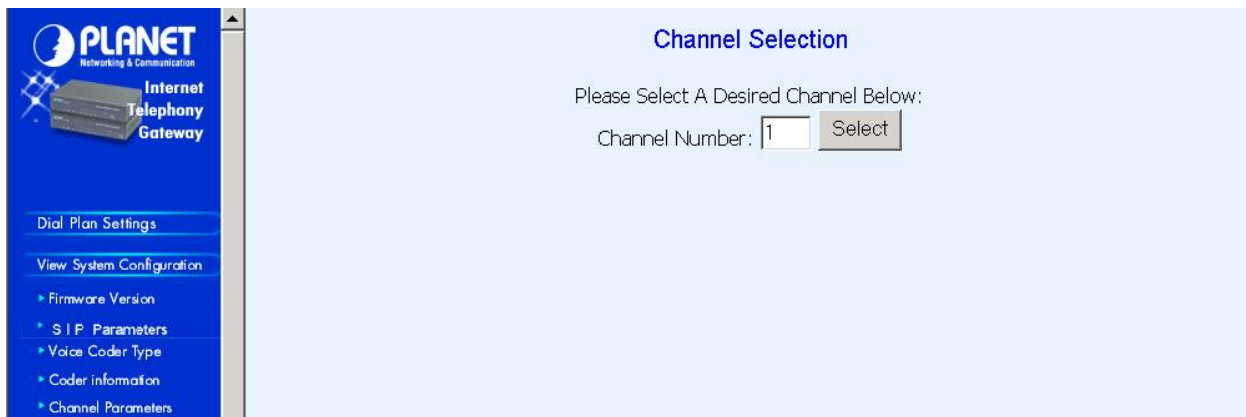 PLANET
Networking & Communication
Internet
Telephony
Gateway
Dial Plan Settings
View System Configuration
Firmware Version
SIP Parameters
Voice Coder Type
Coder information
Channel Parameters
Channel Selection
Please Select A Desired Channel Below:
Channel Number: 1 Select